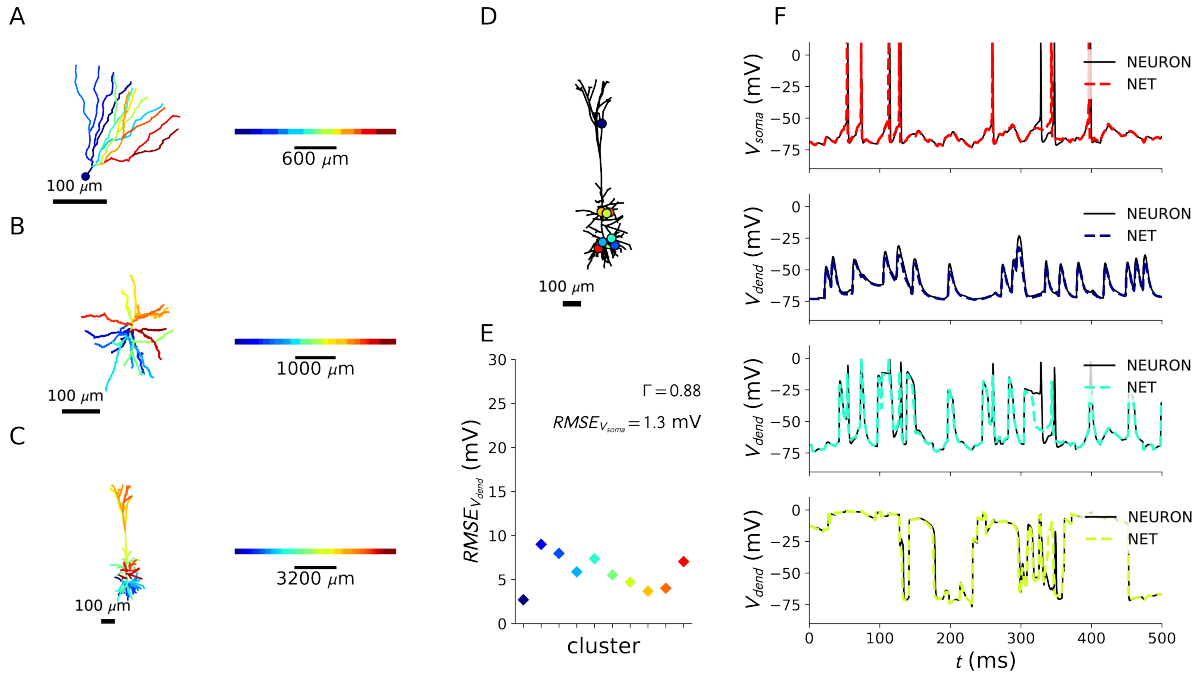 A
100 μm
600 μm
B
100 μm
1000 μm
C
100 μm
3200 μm
D
100 μm
E
30
25
20
15
10
5
0
RMSE_{V_{dend}} (mV)
Γ = 0.88
RMSE_{V_{soma}} = 1.3 mV
cluster
F
0
−25
−50
−75
V_{soma} (mV)
NEURON
NET
0
−25
−50
−75
V_{dend} (mV)
NEURON
NET
0
−25
−50
−75
V_{dend} (mV)
NEURON
NET
0
−25
−50
−75
V_{dend} (mV)
NEURON
NET
0 100 200 300 400 500
t (ms)